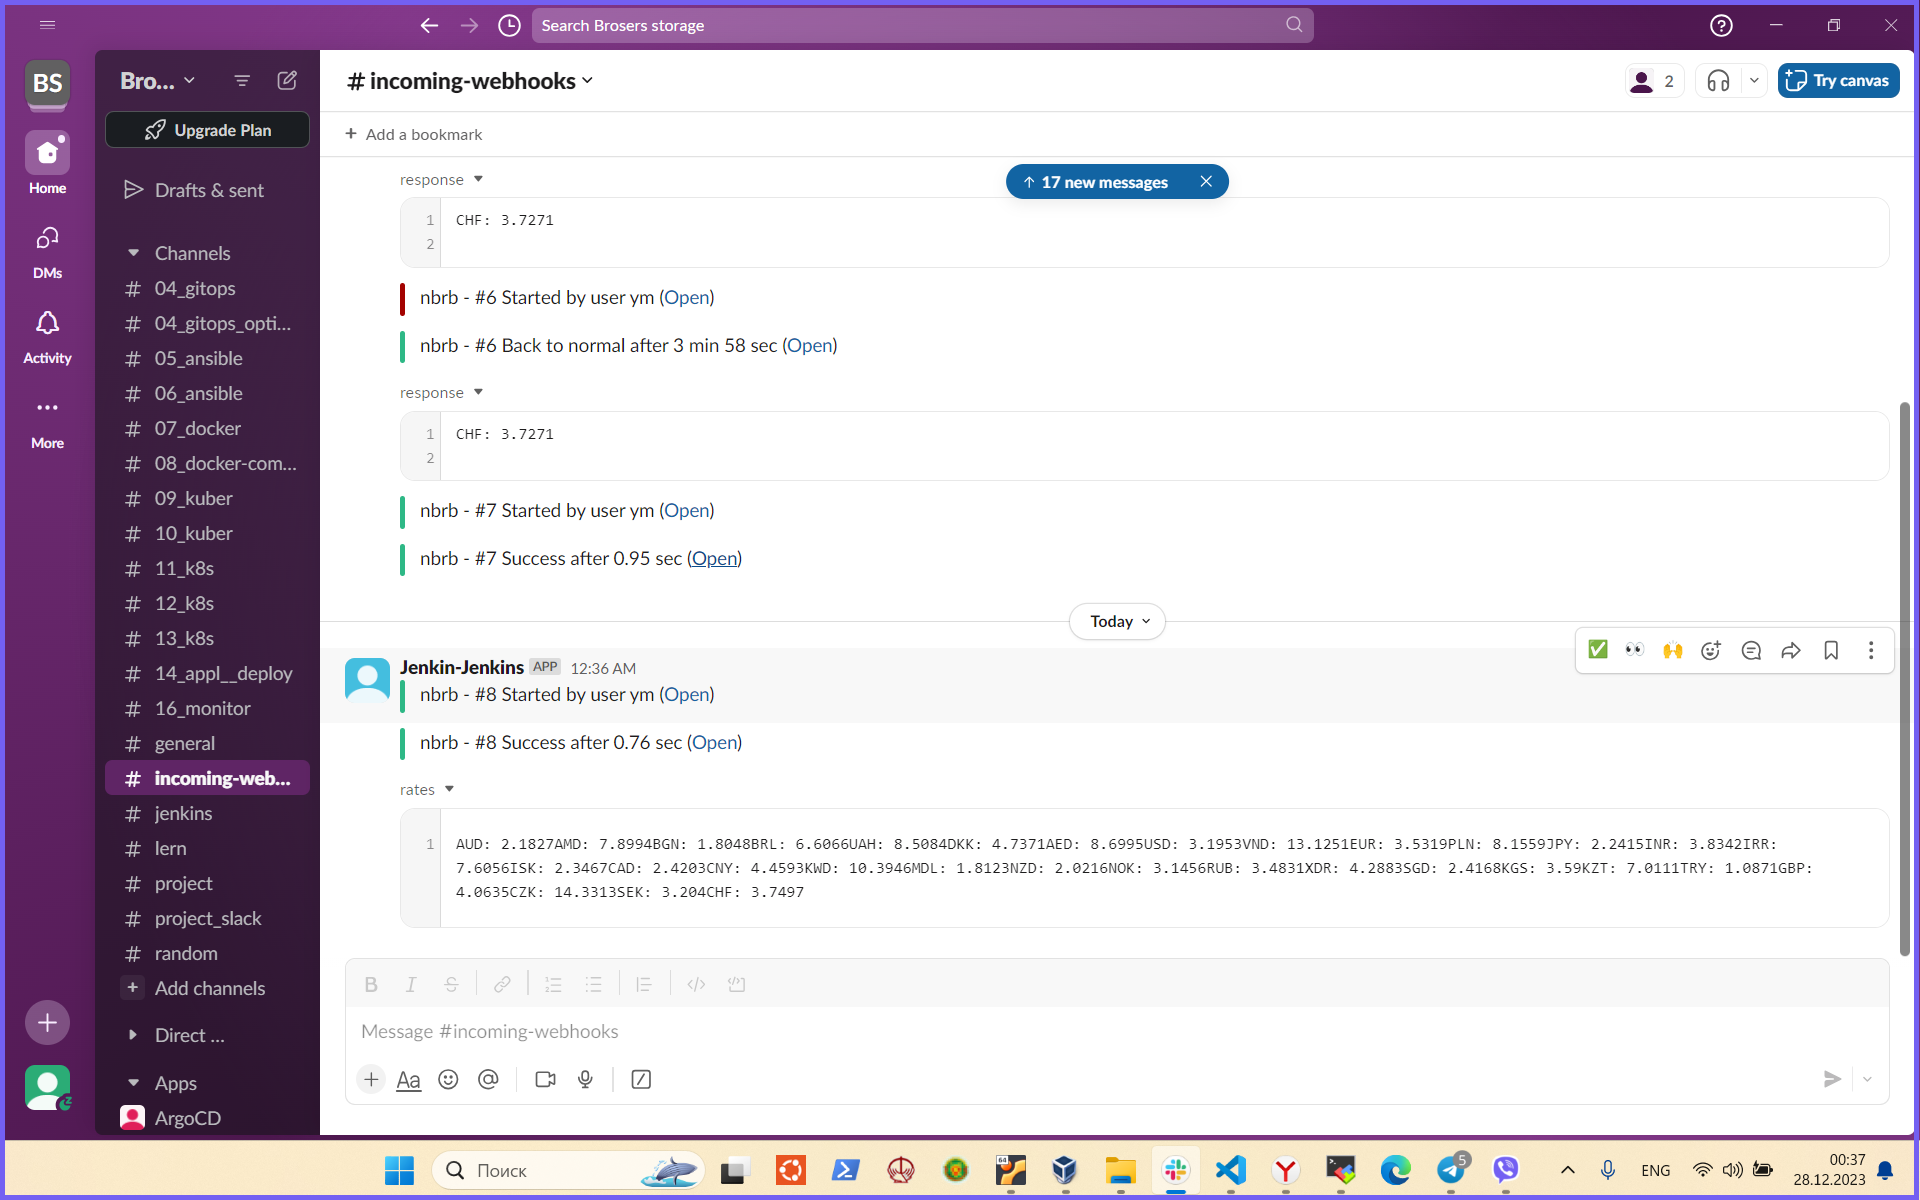 Search Brosers storage
BS
Bro...
# incoming-webhooks
2
Try canvas
Upgrade Plan
Add a bookmark
Home
DMs
Activity
More
Drafts & sent
Channels
# 04_gitops
# 04_gitops_opti...
# 05_ansible
# 06_ansible
# 07_docker
# 08_docker-com...
# 09_kuber
# 10_kuber
# 11_k8s
# 12_k8s
# 13_k8s
# 14_appl__deploy
# 16_monitor
# general
# incoming-web...
# jenkins
# lern
# project
# project_slack
# random
+ Add channels
Direct ...
Apps
ArgoCD
17 new messages
response
1 CHF: 3.7271
2
nbrb - #6 Started by user ym (Open)
nbrb - #6 Back to normal after 3 min 58 sec (Open)
response
1 CHF: 3.7271
2
nbrb - #7 Started by user ym (Open)
nbrb - #7 Success after 0.95 sec (Open)
Today
Jenkin-Jenkins APP 12:36 AM
nbrb - #8 Started by user ym (Open)
nbrb - #8 Success after 0.76 sec (Open)
rates
1 AUD: 2.1827AMD: 7.8994BGN: 1.8048BRL: 6.6066UAH: 8.5084DKK: 4.7371AED: 8.6995USD: 3.1953VND: 13.1251EUR: 3.5319PLN: 8.1559JPY: 2.2415INR: 3.8342IRR:
7.6056ISK: 2.3467CAD: 2.4203CNY: 4.4593KWD: 10.3946MDL: 1.8123NZD: 2.0216NOK: 3.1456RUB: 3.4831XDR: 4.2883SGD: 2.4168KGS: 3.59KZT: 7.0111TRY: 1.0871GBP:
4.0635CZK: 14.3313SEK: 3.204CHF: 3.7497
B I S
Message #incoming-webhooks
Aa
Поиск
64
5
ENG
00:37
28.12.2023